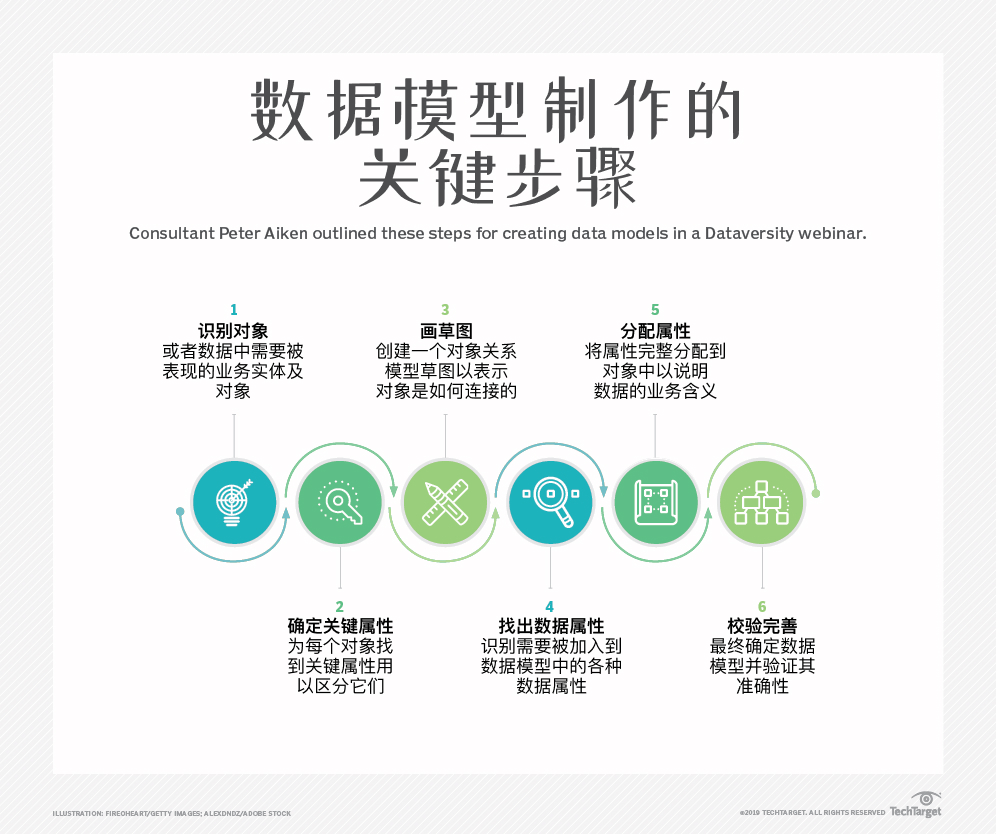 数据模型制作的
关键步骤
Consultant Peter Aiken outlined these steps for creating data models in a Dataversity webinar.
1
识别对象
或者数据中需要被
表现的业务实体及
对象
2
确定关键属性
为每个对象找
到关键属性用
以区分它们
3
画草图
创建一个对象关系
模型草图以表示
对象是如何连接的
4
找出数据属性
识别需要被加入到
数据模型中的各种
数据属性
5
分配属性
将属性完整分配到
对象中以说明
数据的业务含义
6
校验完善
最终确定数据
模型并验证其
准确性
ILLUSTRATION: FIREOHEART/GETTY IMAGES; ALEXDNDZ/ADOBE STOCK
©2019 TECHTARGET. ALL RIGHTS RESERVED
TechTarget